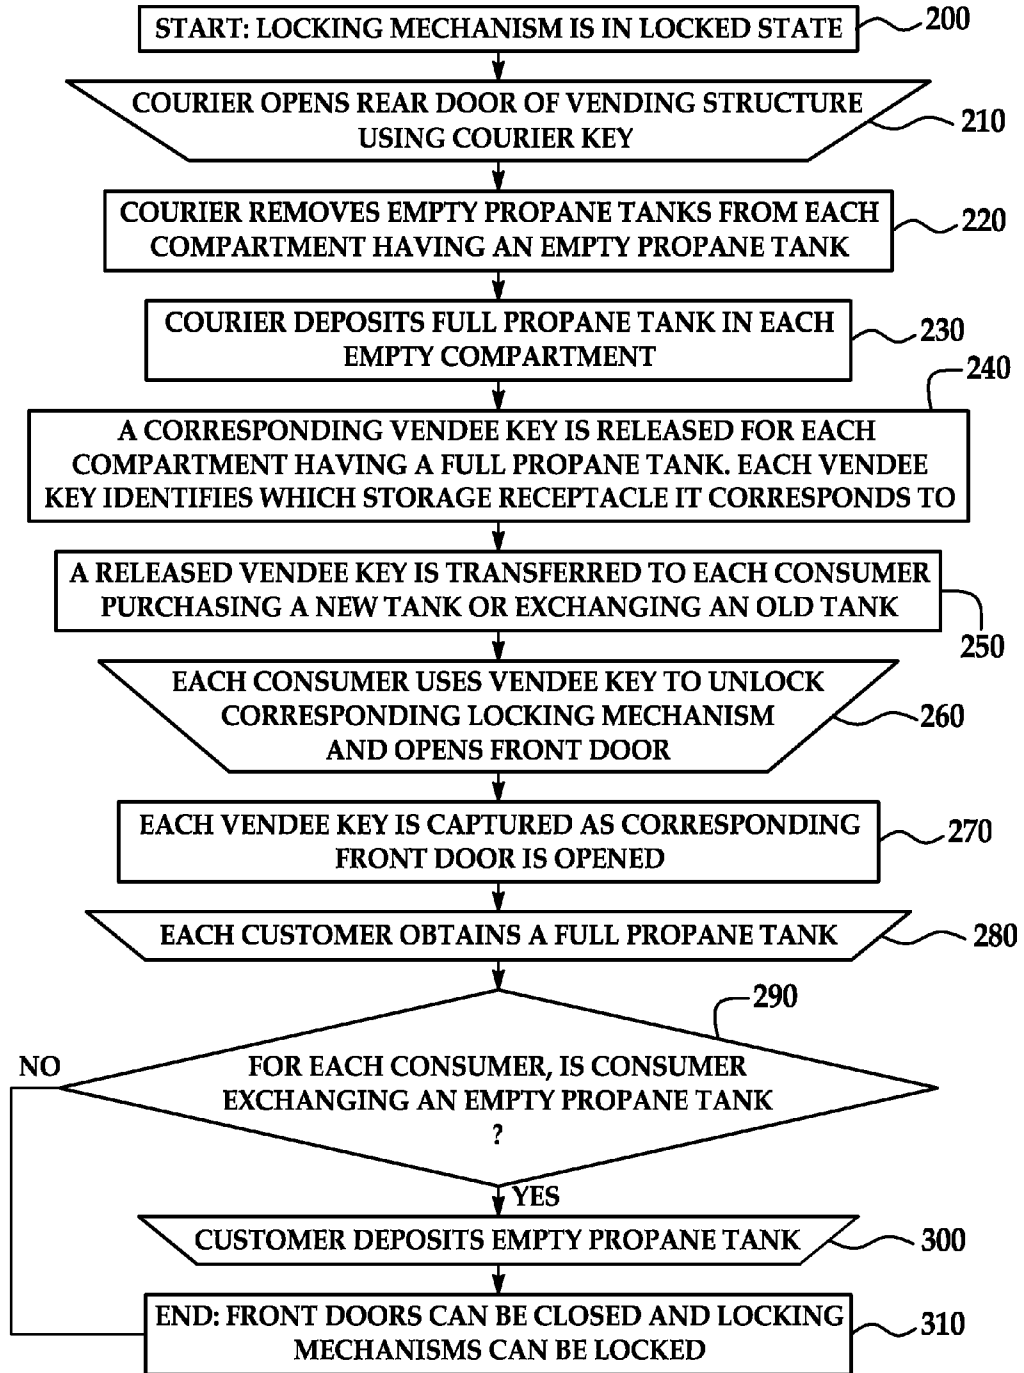 START: LOCKING MECHANISM IS IN LOCKED STATE
200
COURIER OPENS REAR DOOR OF VENDING STRUCTURE
USING COURIER KEY
210
COURIER REMOVES EMPTY PROPANE TANKS FROM EACH
COMPARTMENT HAVING AN EMPTY PROPANE TANK
220
COURIER DEPOSITS FULL PROPANE TANK IN EACH
EMPTY COMPARTMENT
230
240
A CORRESPONDING VENDEE KEY IS RELEASED FOR EACH
COMPARTMENT HAVING A FULL PROPANE TANK. EACH VENDEE
KEY IDENTIFIES WHICH STORAGE RECEPTACLE IT CORRESPONDS TO
A RELEASED VENDEE KEY IS TRANSFERRED TO EACH CONSUMER
PURCHASING A NEW TANK OR EXCHANGING AN OLD TANK
250
EACH CONSUMER USES VENDEE KEY TO UNLOCK
CORRESPONDING LOCKING MECHANISM
AND OPENS FRONT DOOR
260
EACH VENDEE KEY IS CAPTURED AS CORRESPONDING
FRONT DOOR IS OPENED
270
EACH CUSTOMER OBTAINS A FULL PROPANE TANK
280
290
NO
FOR EACH CONSUMER, IS CONSUMER
EXCHANGING AN EMPTY PROPANE TANK
?
YES
CUSTOMER DEPOSITS EMPTY PROPANE TANK
300
END: FRONT DOORS CAN BE CLOSED AND LOCKING
MECHANISMS CAN BE LOCKED
310